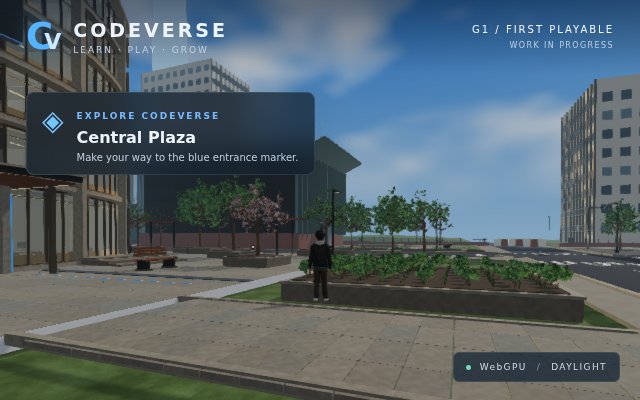 CV CODEVERSE
LEARN · PLAY · GROW
G1 / FIRST PLAYABLE
WORK IN PROGRESS
EXPLORE CODEVERSE
Central Plaza
Make your way to the blue entrance marker.
WebGPU / DAYLIGHT